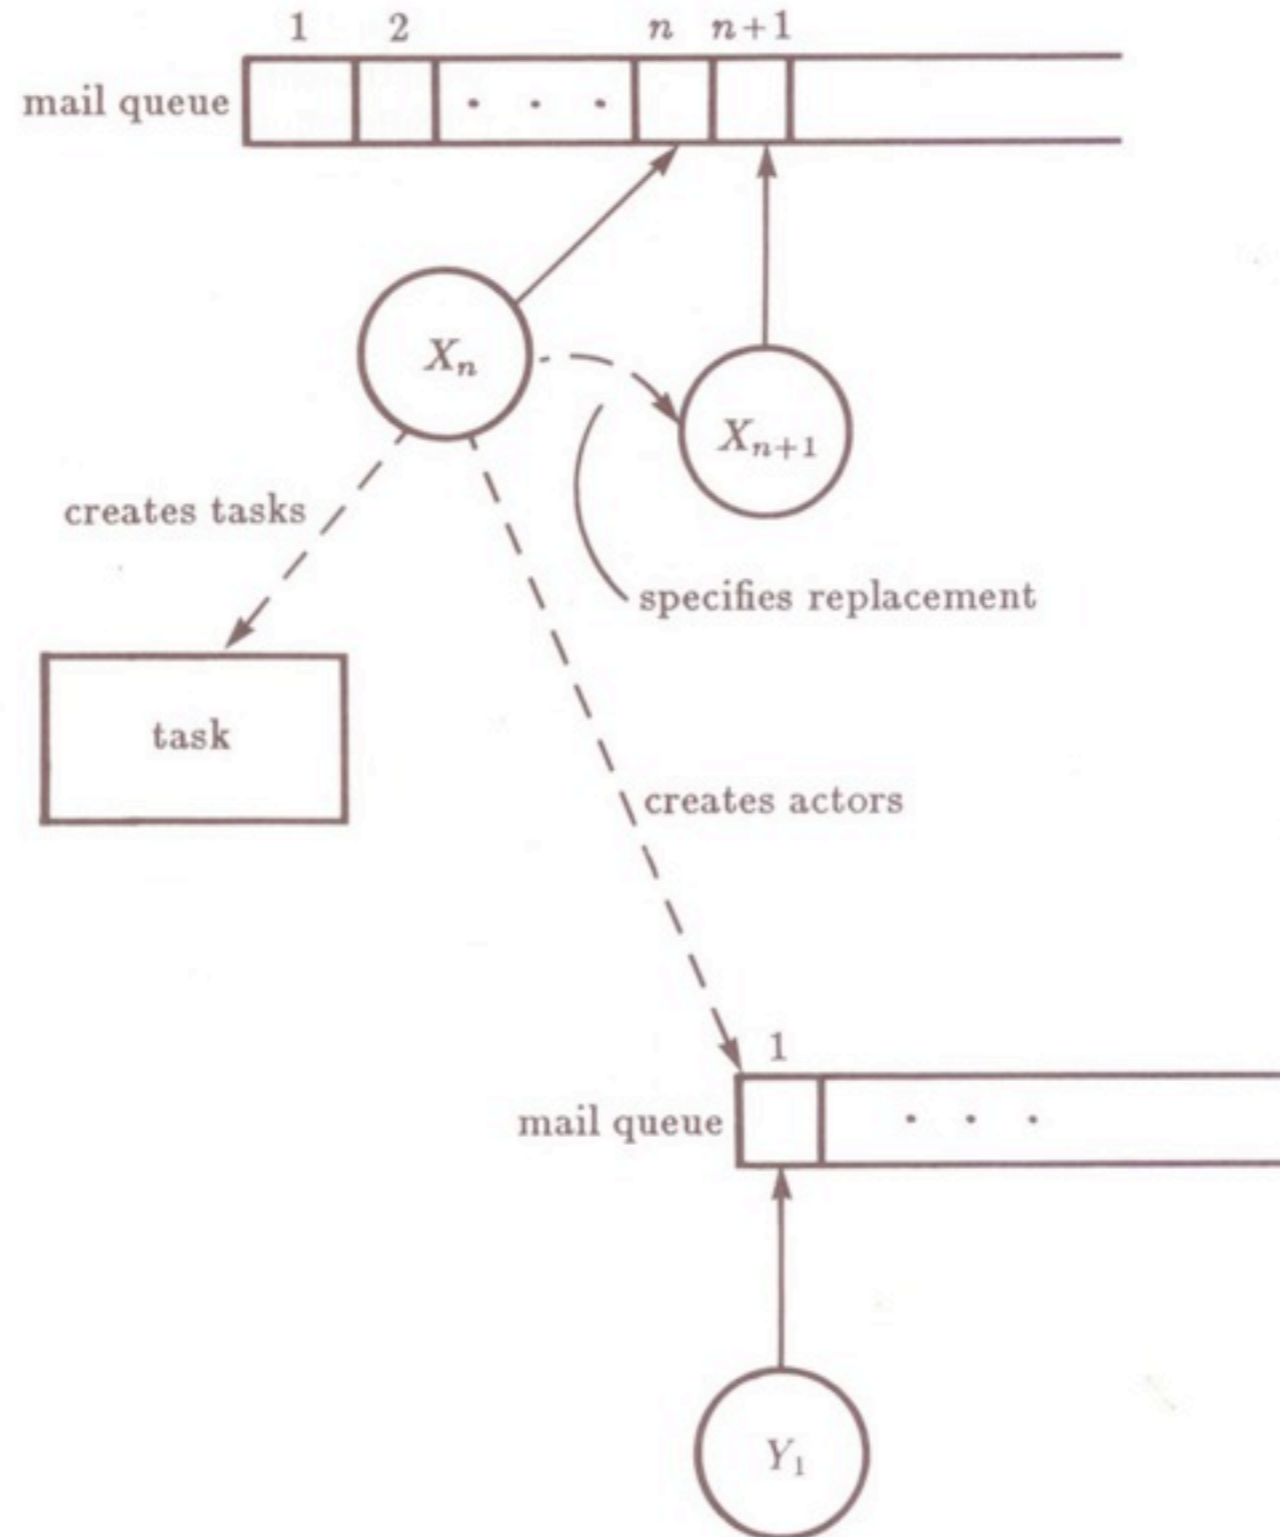 1 2 n n+1
mail queue
. . .
Xₙ
Xₙ₊₁
creates tasks
specifies replacement
task
creates actors
1
mail queue
. . .
Y₁